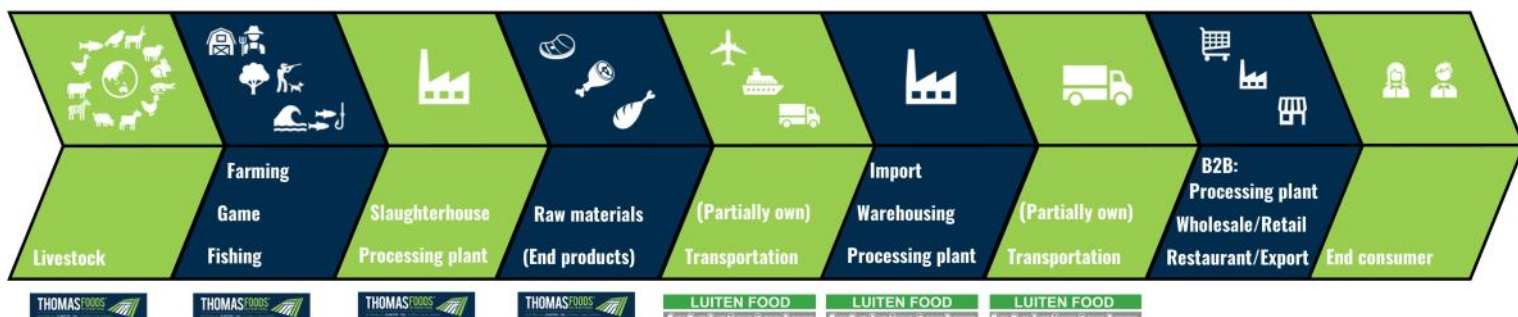 Livestock
Farming
Game
Fishing
Slaughterhouse
Processing plant
Raw materials
(End products)
(Partially own)
Transportation
Import
Warehousing
Processing plant
(Partially own)
Transportation
B2B:
Processing plant
Wholesale/Retail
Restaurant/Export
End consumer
THOMAS FOODS
THOMAS FOODS
THOMAS FOODS
THOMAS FOODS
LUITEN FOOD
LUITEN FOOD
LUITEN FOOD